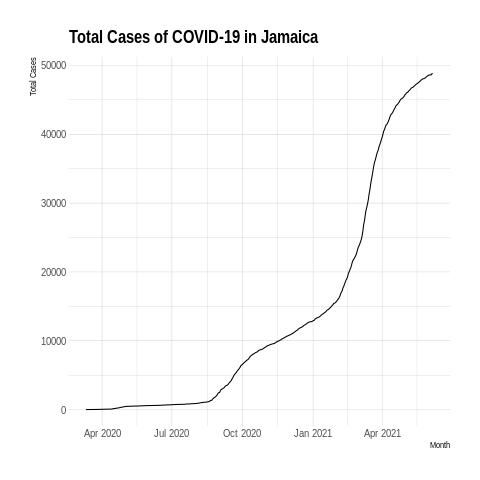 Total Cases of COVID-19 in Jamaica
Total Cases
50000
40000
30000
20000
10000
0
Apr 2020 Jul 2020 Oct 2020 Jan 2021 Apr 2021
Month